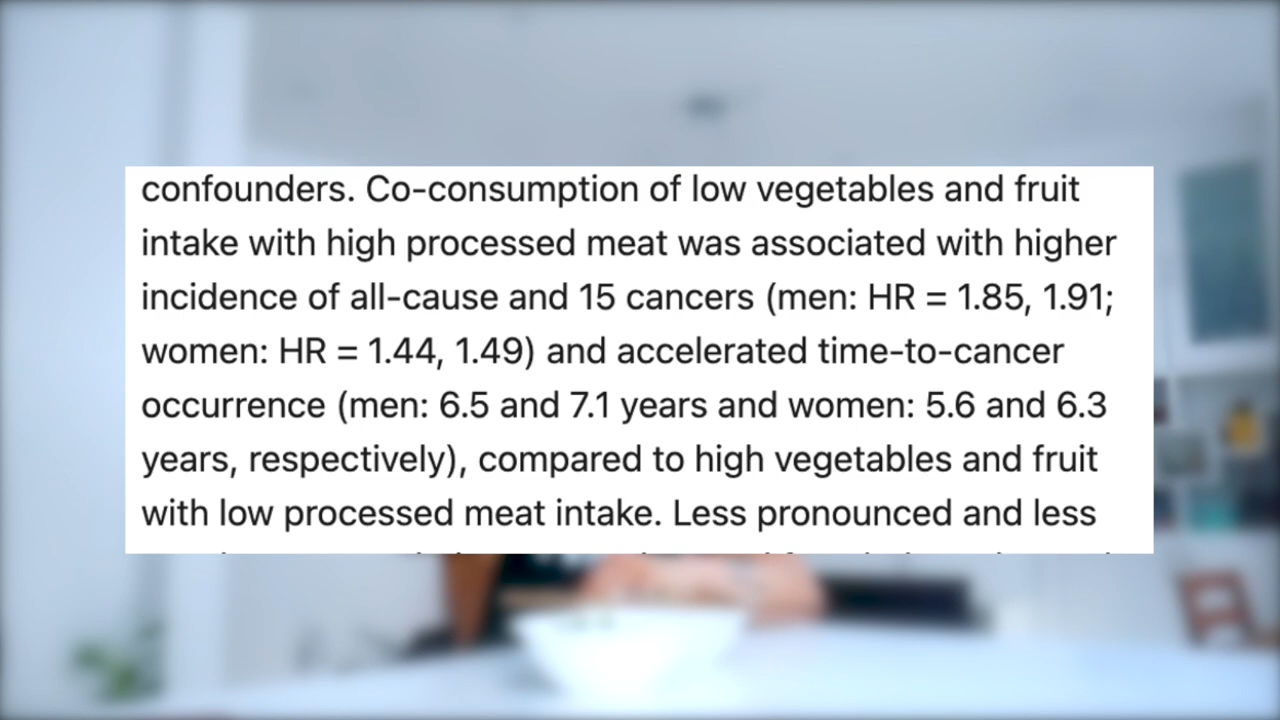 confounders. Co-consumption of low vegetables and fruit
intake with high processed meat was associated with higher
incidence of all-cause and 15 cancers (men: HR = 1.85, 1.91;
women: HR = 1.44, 1.49) and accelerated time-to-cancer
occurrence (men: 6.5 and 7.1 years and women: 5.6 and 6.3
years, respectively), compared to high vegetables and fruit
with low processed meat intake. Less pronounced and less